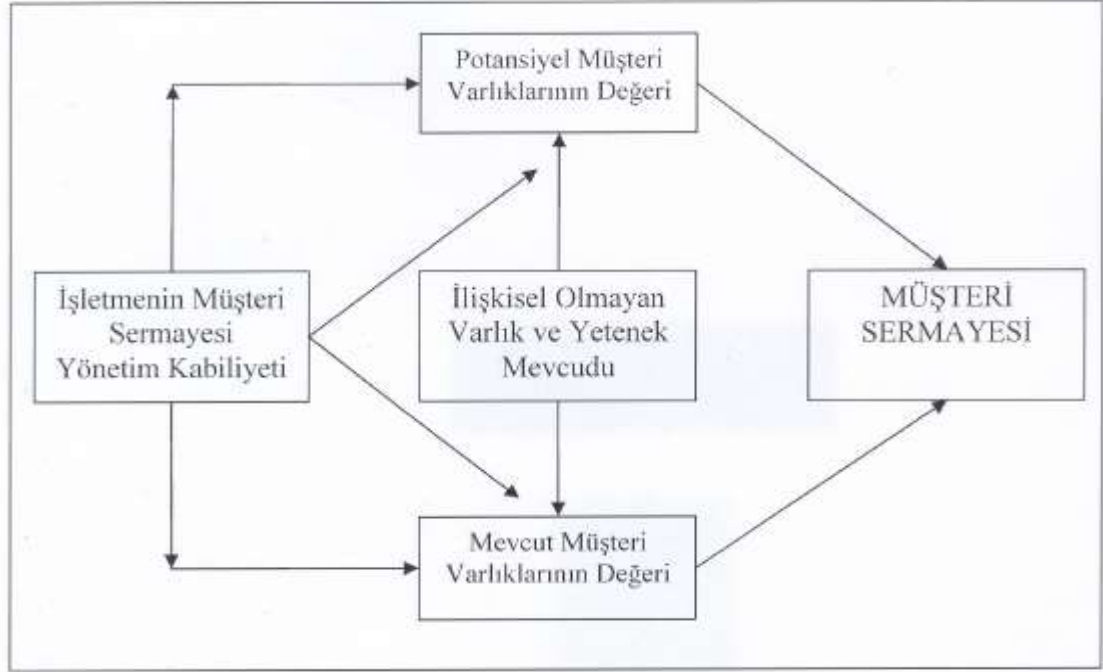 Potansiyel Müşteri
Varlıklarının Değeri
İşletmenin Müşteri
Sermayesi
Yönetim Kabiliyeti
İlişkisel Olmayan
Varlık ve Yetenek
Mevcudu
MÜŞTERİ
SERMAYESİ
Mevcut Müşteri
Varlıklarının Değeri